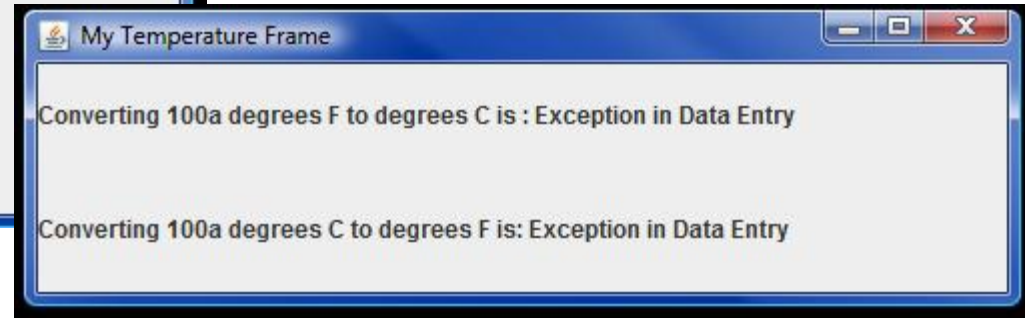 My Temperature Frame
Converting 100a degrees F to degrees C is : Exception in Data Entry
Converting 100a degrees C to degrees F is: Exception in Data Entry